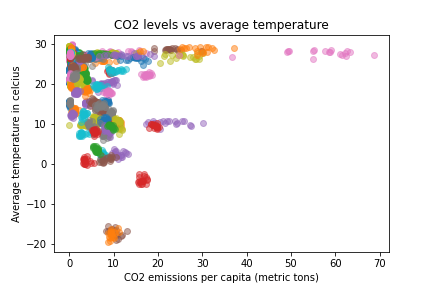 CO2 levels vs average temperature
Average temperature in celcius
30
20
10
0
−10
−20
0 10 20 30 40 50 60 70
CO2 emissions per capita (metric tons)